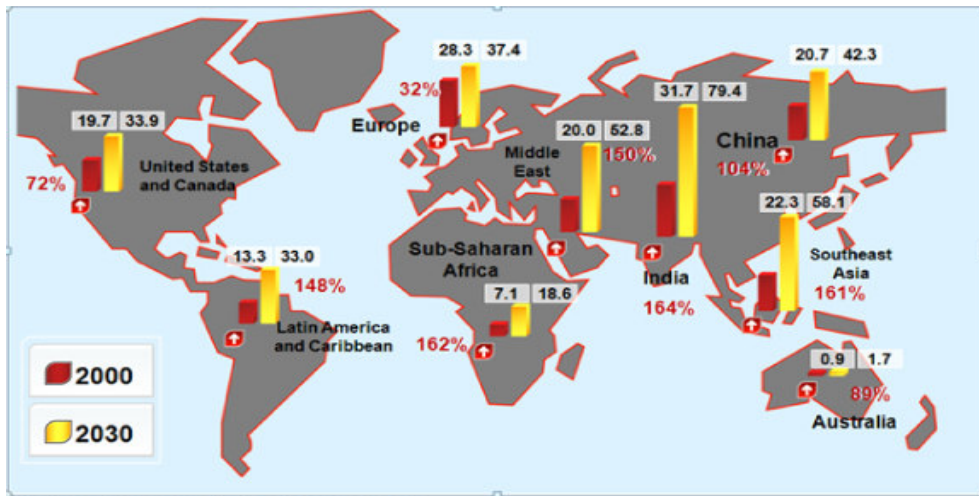 28.3 37.4
20.7 42.3
32%
31.7 79.4
19.7 33.9
Europe
20.0 52.8
China
Middle
East
150%
104%
United States
and Canada
72%
22.3 58.1
13.3 33.0
Sub-Saharan
Africa
Southeast
Asia
148%
India
7.1 18.6
161%
164%
Latin America
and Caribbean
162%
0.9 1.7
2000
89%
Australia
2030